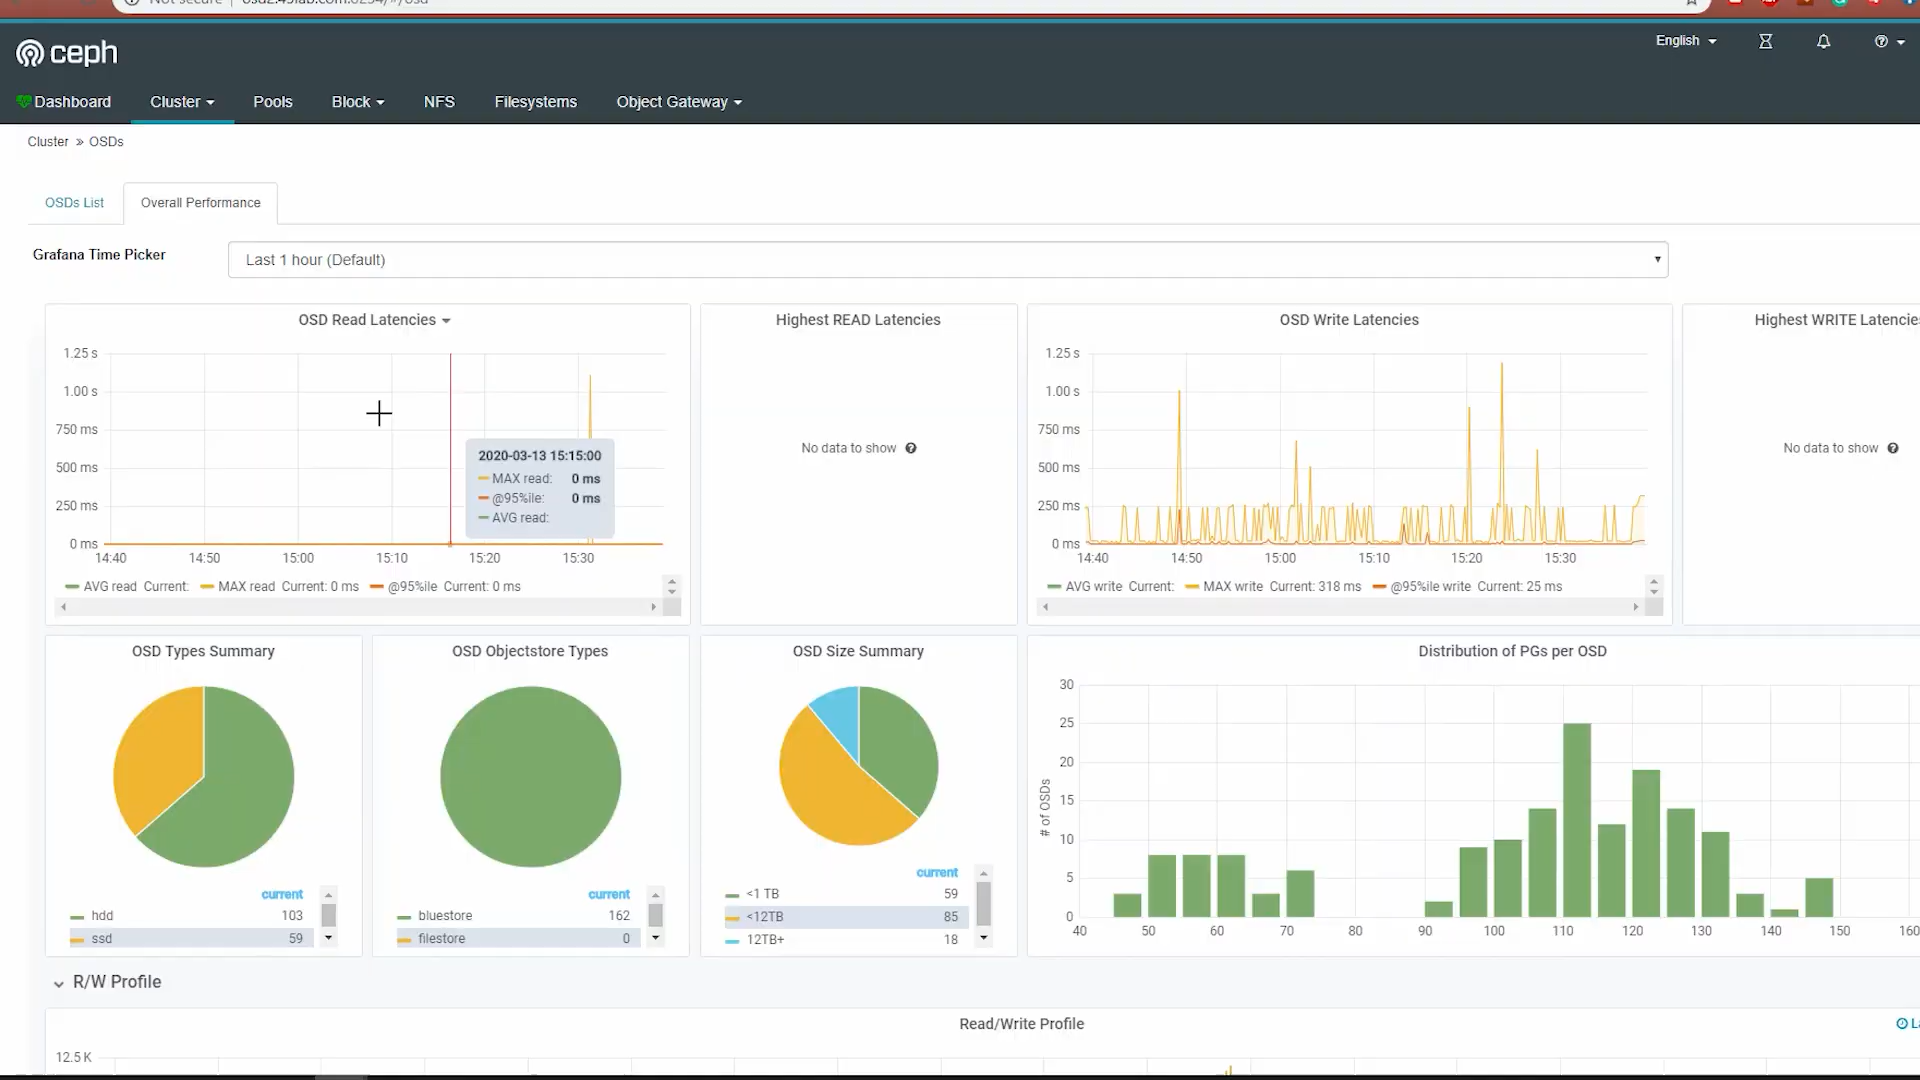 Not secure
ceph
English
Dashboard
Cluster
Pools
Block
NFS
Filesystems
Object Gateway
Cluster » OSDs
OSDs List
Overall Performance
Grafana Time Picker
Last 1 hour (Default)
OSD Read Latencies
1.25 s
1.00 s
750 ms
500 ms
250 ms
0 ms
14:40 14:50 15:00 15:10 15:20 15:30
2020-03-13 15:15:00
MAX read: 0 ms
@95%ile: 0 ms
AVG read:
AVG read Current: MAX read Current: 0 ms @95%ile Current: 0 ms
Highest READ Latencies
No data to show
OSD Write Latencies
1.25 s
1.00 s
750 ms
500 ms
250 ms
0 ms
14:40 14:50 15:00 15:10 15:20 15:30
AVG write Current: MAX write Current: 318 ms @95%ile write Current: 25 ms
Highest WRITE Latencie
No data to show
OSD Types Summary
current
hdd 103
ssd 59
OSD Objectstore Types
current
bluestore 162
filestore 0
OSD Size Summary
current
<1 TB 59
<12TB 85
12TB+ 18
Distribution of PGs per OSD
# of OSDs
30
25
20
15
10
5
0
40 50 60 70 80 90 100 110 120 130 140 150 160
R/W Profile
Read/Write Profile
La
12.5 K